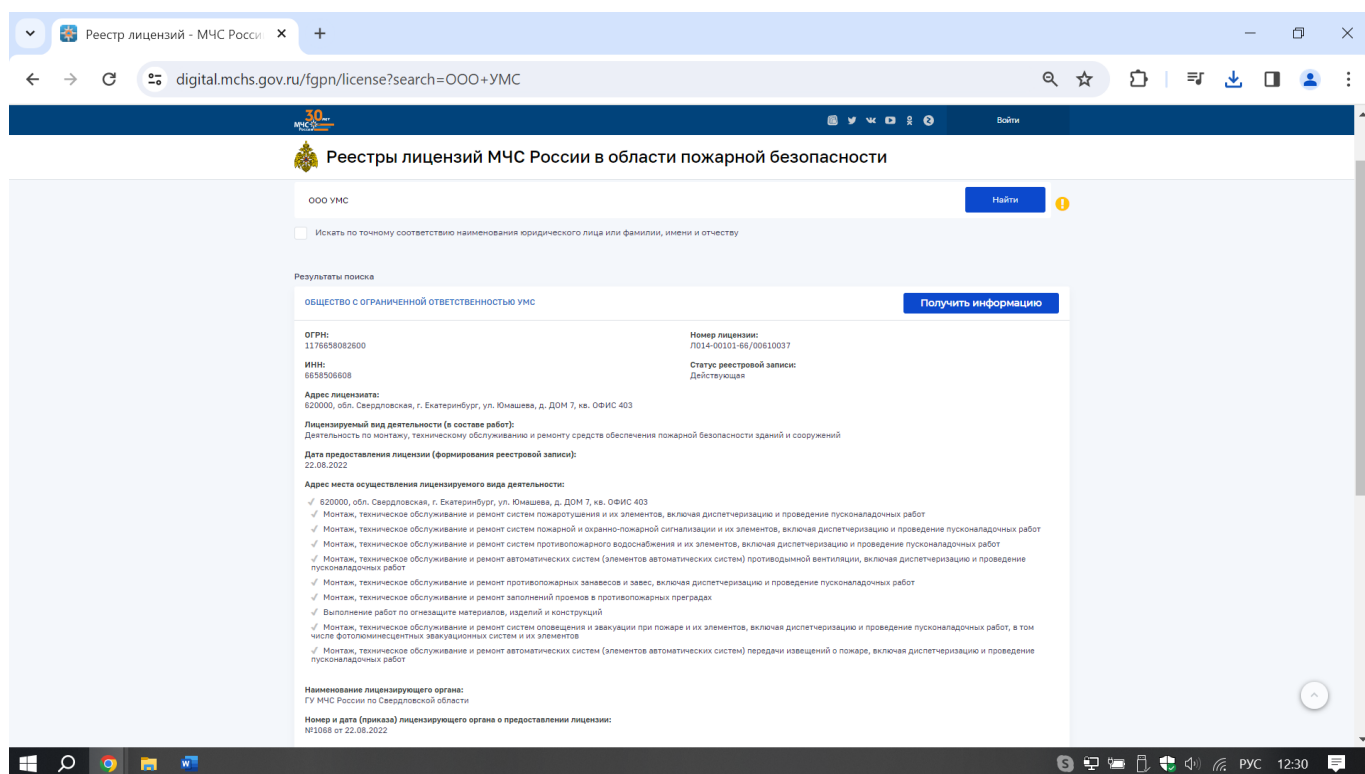 Реестр лицензий - МЧС Росси
digital.mchs.gov.ru/fgpn/license?search=ООО+УМС
30 лет
МЧС
России
Войти
Реестры лицензий МЧС России в области пожарной безопасности
ООО УМС
Найти
Искать по точному соответствию наименования юридического лица или фамилии, имени и отчеству
Результаты поиска
ОБЩЕСТВО С ОГРАНИЧЕННОЙ ОТВЕТСТВЕННОСТЬЮ УМС
Получить информацию
ОГРН:
1176658082600
Номер лицензии:
Л014-00101-66/00610037
ИНН:
6658506608
Статус реестровой записи:
Действующая
Адрес лицензиата:
620000, обл. Свердловская, г. Екатеринбург, ул. Юмашева, д. ДОМ 7, кв. ОФИС 403
Лицензируемый вид деятельности (в составе работ):
Деятельность по монтажу, техническому обслуживанию и ремонту средств обеспечения пожарной безопасности зданий и сооружений
Дата предоставления лицензии (формирования реестровой записи):
22.08.2022
Адрес места осуществления лицензируемого вида деятельности:
620000, обл. Свердловская, г. Екатеринбург, ул. Юмашева, д. ДОМ 7, кв. ОФИС 403
Монтаж, техническое обслуживание и ремонт систем пожаротушения и их элементов, включая диспетчеризацию и проведение пусконаладочных работ
Монтаж, техническое обслуживание и ремонт систем пожарной и охранно-пожарной сигнализации и их элементов, включая диспетчеризацию и проведение пусконаладочных работ
Монтаж, техническое обслуживание и ремонт систем противопожарного водоснабжения и их элементов, включая диспетчеризацию и проведение пусконаладочных работ
Монтаж, техническое обслуживание и ремонт автоматических систем (элементов автоматических систем) противодымной вентиляции, включая диспетчеризацию и проведение
пусконаладочных работ
Монтаж, техническое обслуживание и ремонт противопожарных занавесов и завес, включая диспетчеризацию и проведение пусконаладочных работ
Монтаж, техническое обслуживание и ремонт заполнений проемов в противопожарных преградах
Выполнение работ по огнезащите материалов, изделий и конструкций
Монтаж, техническое обслуживание и ремонт систем оповещения и эвакуации при пожаре и их элементов, включая диспетчеризацию и проведение пусконаладочных работ, в том
числе фотолюминесцентных эвакуационных систем и их элементов
Монтаж, техническое обслуживание и ремонт автоматических систем (элементов автоматических систем) передачи извещений о пожаре, включая диспетчеризацию и проведение
пусконаладочных работ
Наименование лицензирующего органа:
ГУ МЧС России по Свердловской области
Номер и дата (приказа) лицензирующего органа о предоставлении лицензии:
№1068 от 22.08.2022
РУС 12:30